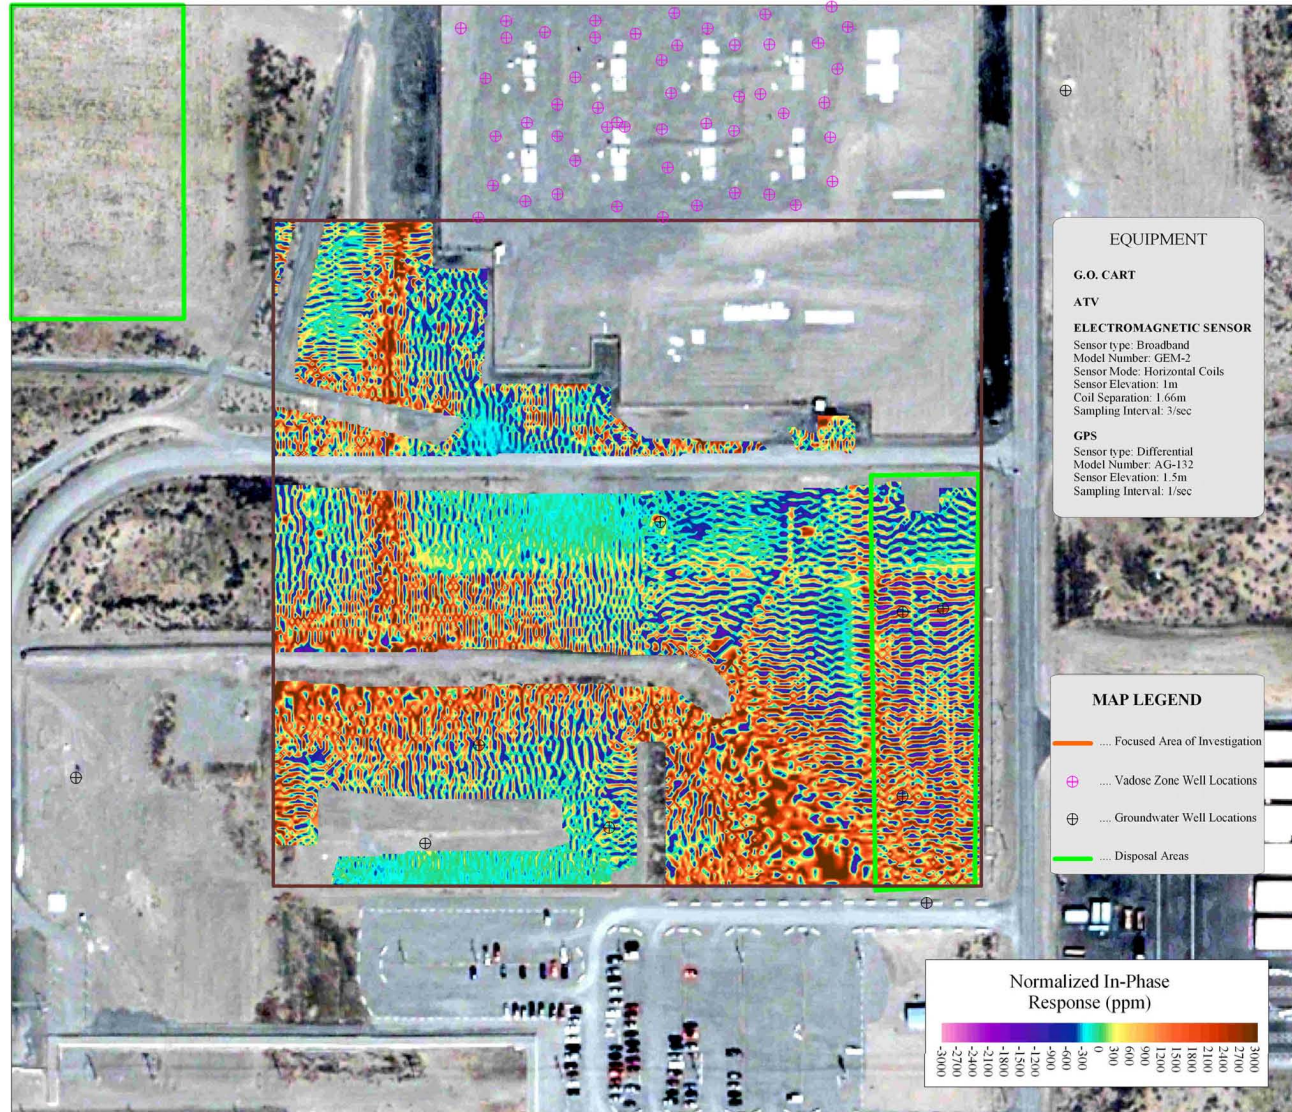 EQUIPMENT
G.O. CART
ATV
ELECTROMAGNETIC SENSOR
Sensor type: Broadband
Model Number: GEM-2
Sensor Mode: Horizontal Coils
Sensor Elevation: 1m
Coil Separation: 1.66m
Sampling Interval: 3/sec
GPS
Sensor type: Differential
Model Number: AG-132
Sensor Elevation: 1.5m
Sampling Interval: 1/sec
MAP LEGEND
.... Focused Area of Investigation
.... Vadose Zone Well Locations
.... Groundwater Well Locations
.... Disposal Areas
Normalized In-Phase
Response (ppm)
-3000 -2700 -2400 -2100 -1800 -1500 -1200 -900 -600 -300 0 300 600 900 1200 1500 1800 2100 2400 2700 3000